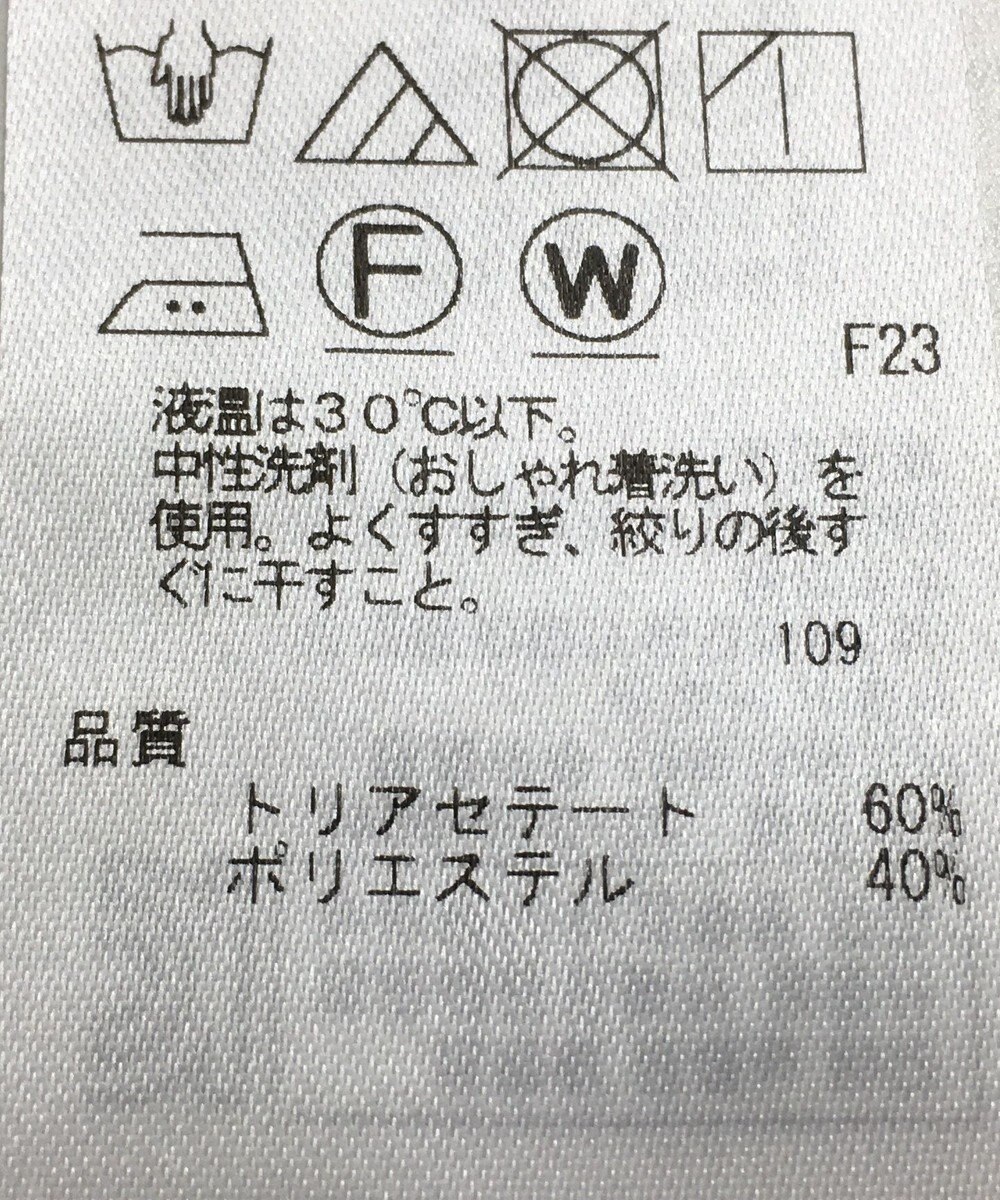 F W
F23
液温は30℃以下。
中性洗剤（おしゃれ着洗い）を
使用。よくすすぎ、絞りの後す
ぐに干すこと。
109
品質
トリアセテート 60%
ポリエステル 40%